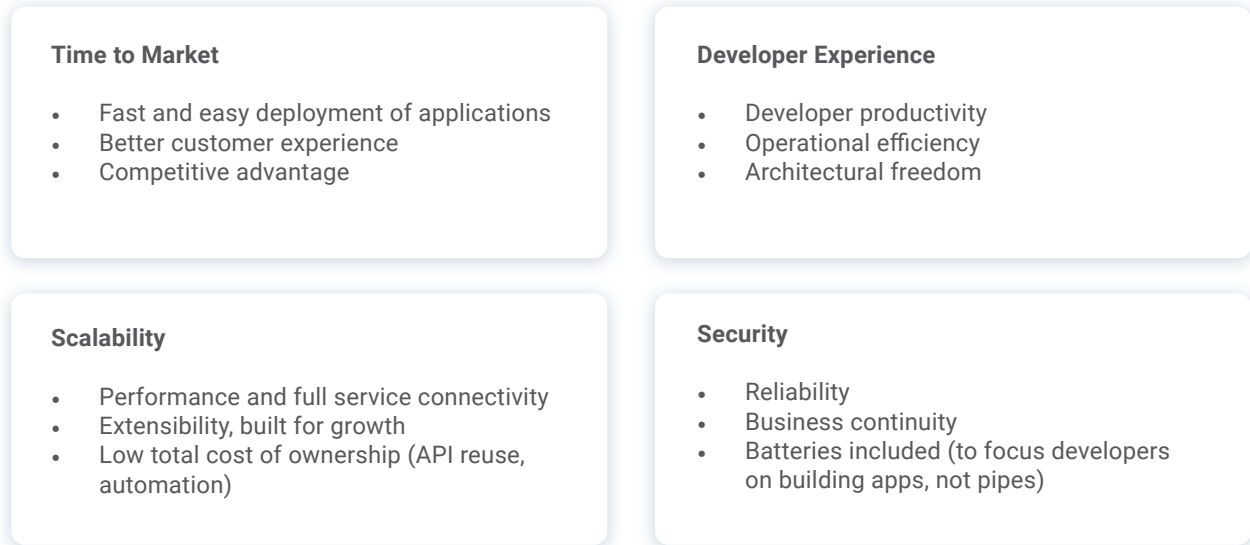 Time to Market
• Fast and easy deployment of applications
• Better customer experience
• Competitive advantage
Developer Experience
• Developer productivity
• Operational efficiency
• Architectural freedom
Scalability
• Performance and full service connectivity
• Extensibility, built for growth
• Low total cost of ownership (API reuse,
automation)
Security
• Reliability
• Business continuity
• Batteries included (to focus developers
on building apps, not pipes)